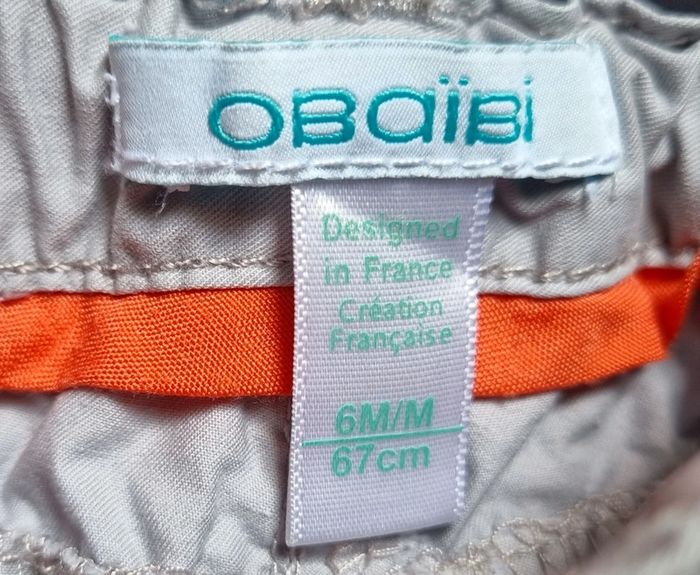 OBAÏBI
Designed
in France
Création
Française
6M/M
67cm